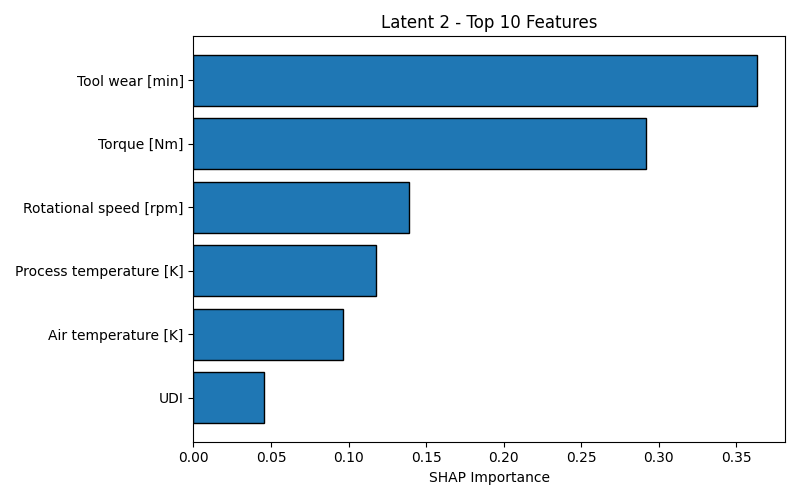 Latent 2 - Top 10 Features
Tool wear [min]
Torque [Nm]
Rotational speed [rpm]
Process temperature [K]
Air temperature [K]
UDI
0.00 0.05 0.10 0.15 0.20 0.25 0.30 0.35
SHAP Importance